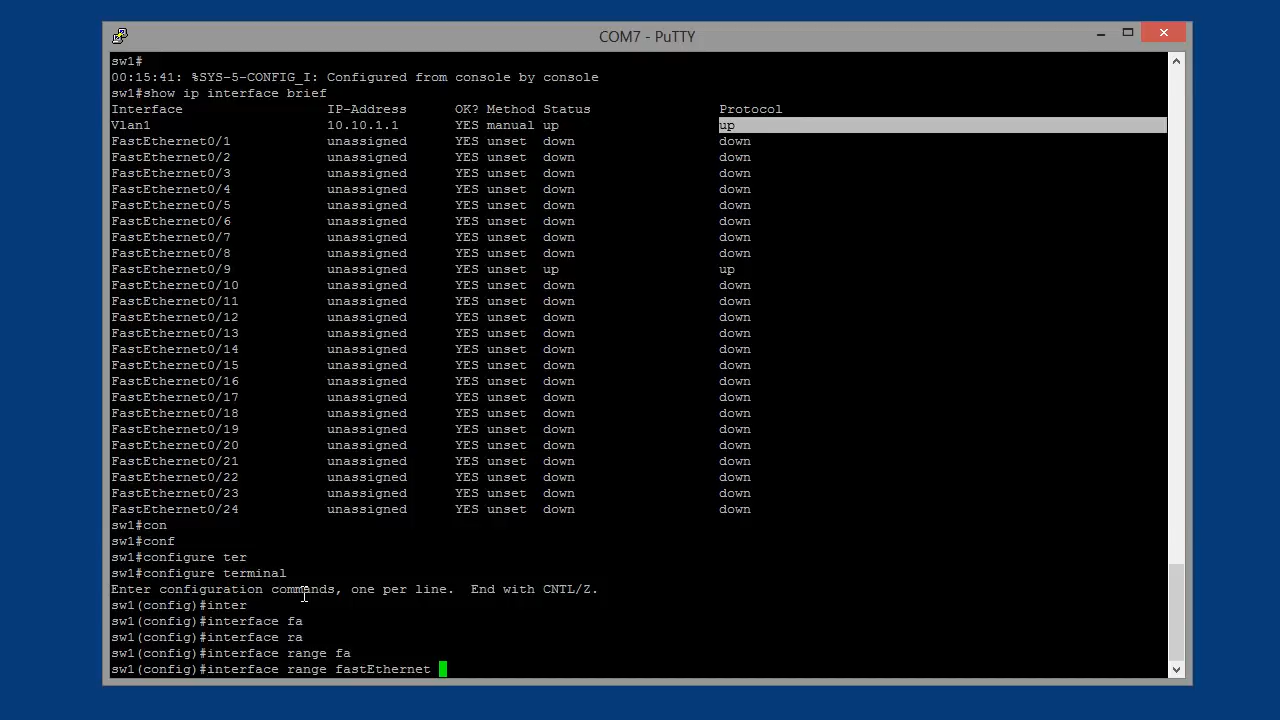 COM7 - PuTTY
sw1#
00:15:41: %SYS-5-CONFIG_I: Configured from console by console
sw1#show ip interface brief
Interface IP-Address OK? Method Status Protocol
Vlan1 10.10.1.1 YES manual up up
FastEthernet0/1 unassigned YES unset down down
FastEthernet0/2 unassigned YES unset down down
FastEthernet0/3 unassigned YES unset down down
FastEthernet0/4 unassigned YES unset down down
FastEthernet0/5 unassigned YES unset down down
FastEthernet0/6 unassigned YES unset down down
FastEthernet0/7 unassigned YES unset down down
FastEthernet0/8 unassigned YES unset down down
FastEthernet0/9 unassigned YES unset up up
FastEthernet0/10 unassigned YES unset down down
FastEthernet0/11 unassigned YES unset down down
FastEthernet0/12 unassigned YES unset down down
FastEthernet0/13 unassigned YES unset down down
FastEthernet0/14 unassigned YES unset down down
FastEthernet0/15 unassigned YES unset down down
FastEthernet0/16 unassigned YES unset down down
FastEthernet0/17 unassigned YES unset down down
FastEthernet0/18 unassigned YES unset down down
FastEthernet0/19 unassigned YES unset down down
FastEthernet0/20 unassigned YES unset down down
FastEthernet0/21 unassigned YES unset down down
FastEthernet0/22 unassigned YES unset down down
FastEthernet0/23 unassigned YES unset down down
FastEthernet0/24 unassigned YES unset down down
sw1#con
sw1#conf
sw1#configure ter
sw1#configure terminal
Enter configuration commands, one per line. End with CNTL/Z.
sw1(config)#inter
sw1(config)#interface fa
sw1(config)#interface ra
sw1(config)#interface range fa
sw1(config)#interface range fastEthernet